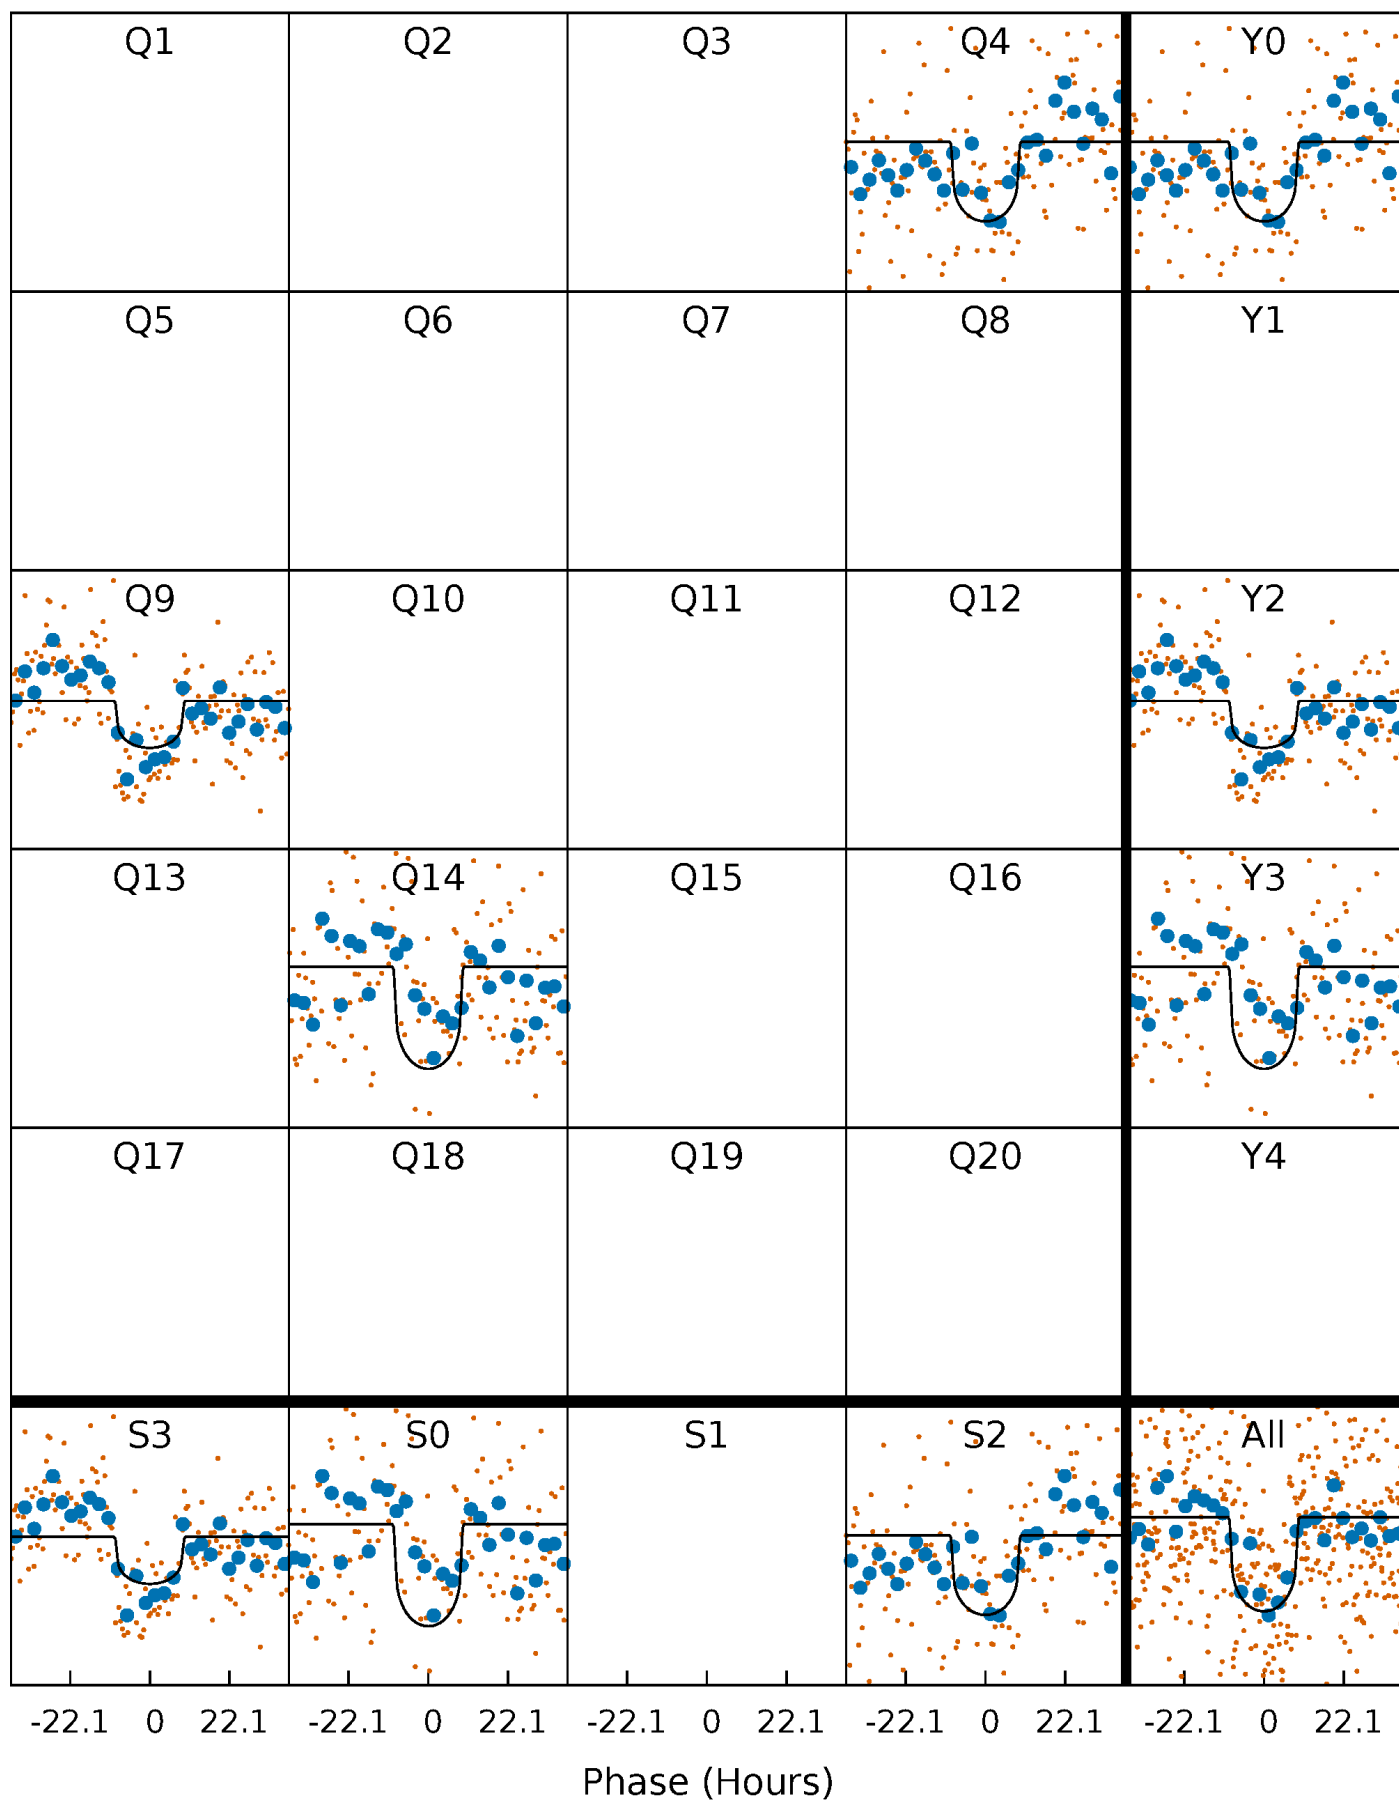 Q1 Q2 Q3 Q4 Y0
Q5 Q6 Q7 Q8 Y1
Q9 Q10 Q11 Q12 Y2
Q13 Q14 Q15 Q16 Y3
Q17 Q18 Q19 Q20 Y4
S3 S0 S1 S2 All
-22.1 0 22.1 -22.1 0 22.1 -22.1 0 22.1 -22.1 0 22.1 -22.1 0 22.1
Phase (Hours)